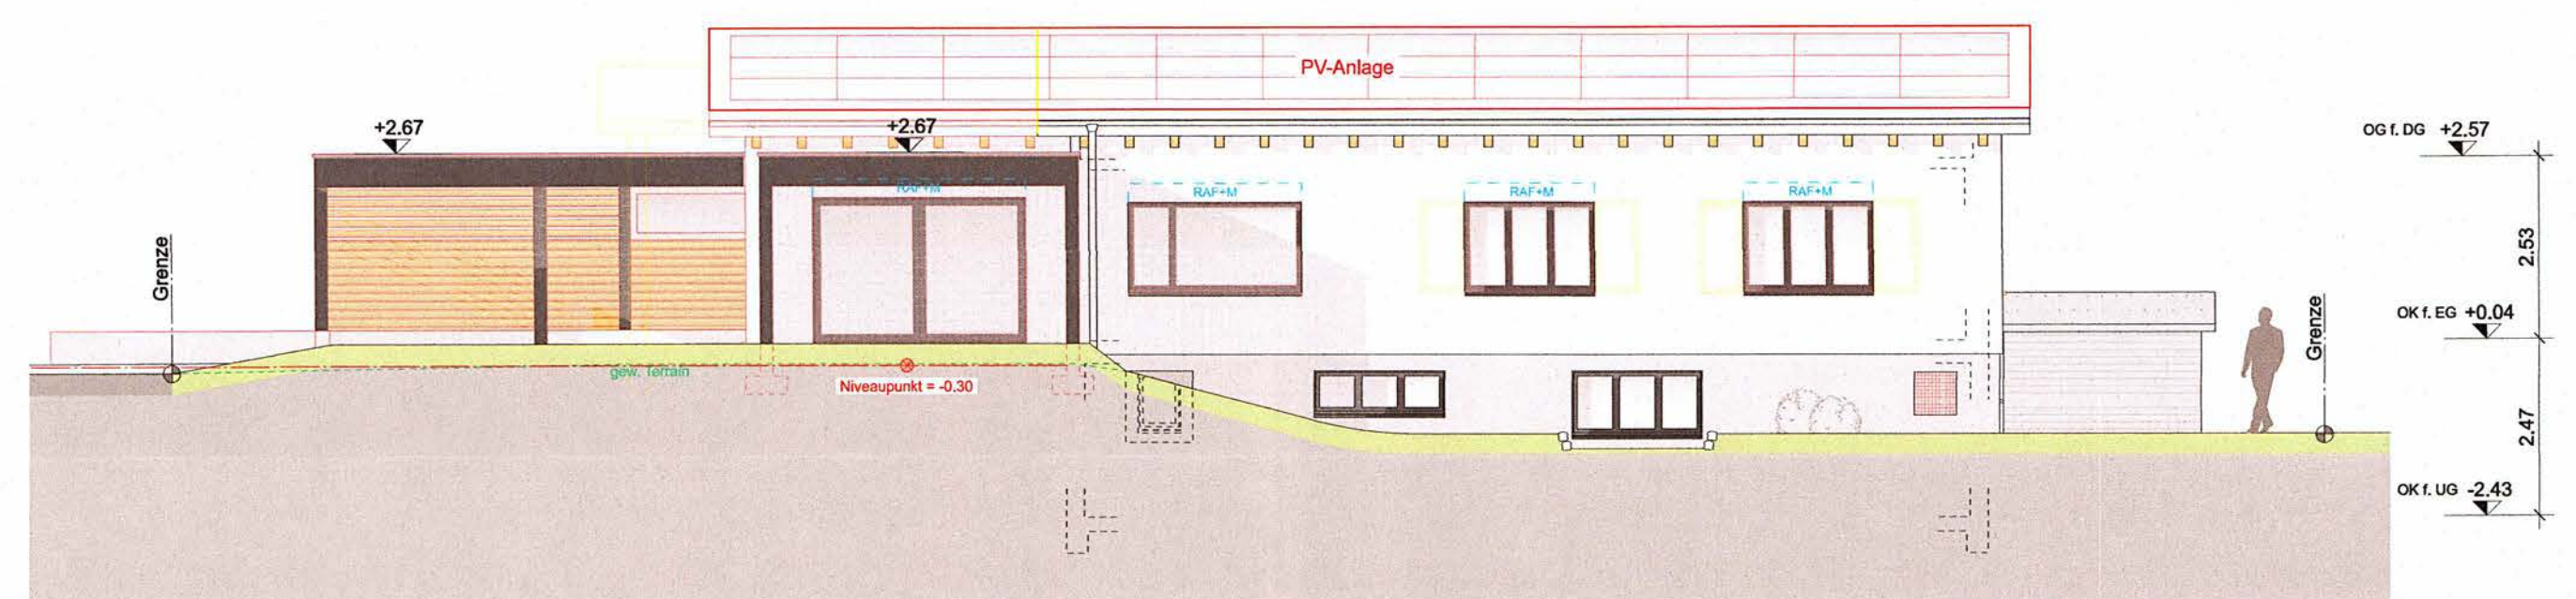 PV-Anlage
+2.67
+2.67
OG f. DG +2.57
RAF+M
RAF+M
RAF+M
RAF+M
Grenze
2.53
Grenze
OK f. EG +0.04
gew. Terrain
Niveaupunkt = -0.30
2.47
OK f. UG -2.43